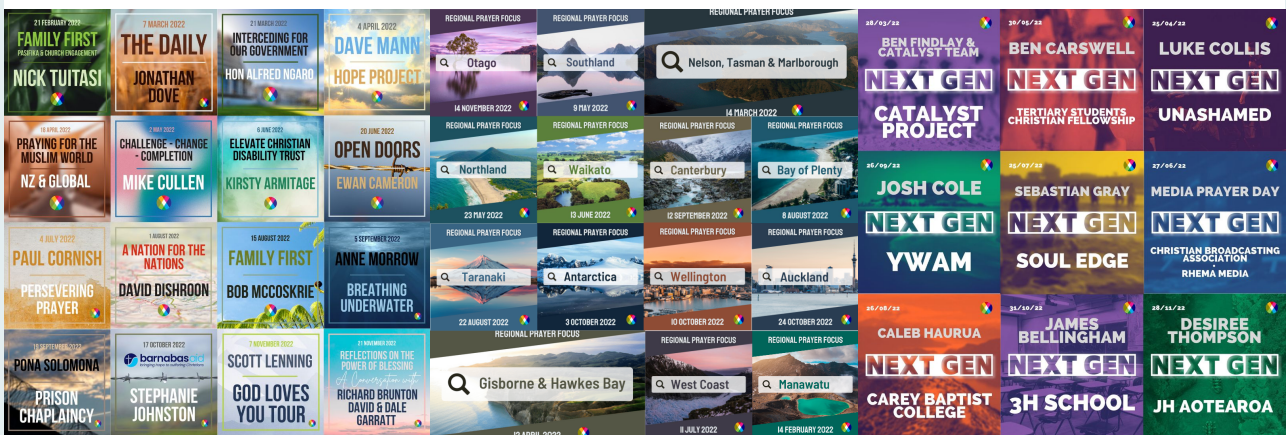 21 FEBRUARY 2022
FAMILY FIRST
PASIFIKA & CHURCH ENGAGEMENT
NICK TUITASI
7 MARCH 2022
THE DAILY
JONATHAN
DOVE
21 MARCH 2022
INTERCEDING FOR
OUR GOVERNMENT
HON ALFRED NGARO
4 APRIL 2022
DAVE MANN
HOPE PROJECT
18 APRIL 2022
PRAYING FOR THE
MUSLIM WORLD
NZ & GLOBAL
2 MAY 2022
CHALLENGE - CHANGE
- COMPLETION
MIKE CULLEN
6 JUNE 2022
ELEVATE CHRISTIAN
DISABILITY TRUST
KIRSTY ARMITAGE
20 JUNE 2022
OPEN DOORS
EWAN CAMERON
4 JULY 2022
PAUL CORNISH
PERSEVERING
PRAYER
1 AUGUST 2022
A NATION FOR THE
NATIONS
DAVID DISHROON
15 AUGUST 2022
FAMILY FIRST
BOB MCCOSKRIE
5 SEPTEMBER 2022
ANNE MORROW
BREATHING
UNDERWATER
SEPTEMBER 2022
PONA SOLOMONA
PRISON
CHAPLAINCY
17 OCTOBER 2022
barnabasaid
bringing hope to suffering Christians
STEPHANIE
JOHNSTON
7 NOVEMBER 2022
SCOTT LENNING
GOD LOVES
YOU TOUR
21 NOVEMBER 2022
REFLECTIONS ON THE
POWER OF BLESSING
A Conversation with
RICHARD BRUNTON
DAVID & DALE
GARRATT
REGIONAL PRAYER FOCUS
Otago
14 NOVEMBER 2022
REGIONAL PRAYER FOCUS
Southland
9 MAY 2022
REGIONAL PRAYER FOCUS
Nelson, Tasman & Marlborough
14 MARCH 2022
REGIONAL PRAYER FOCUS
Northland
23 MAY 2022
REGIONAL PRAYER FOCUS
Waikato
13 JUNE 2022
REGIONAL PRAYER FOCUS
Canterbury
12 SEPTEMBER 2022
REGIONAL PRAYER FOCUS
Bay of Plenty
8 AUGUST 2022
REGIONAL PRAYER FOCUS
Taranaki
22 AUGUST 2022
REGIONAL PRAYER FOCUS
Antarctica
3 OCTOBER 2022
REGIONAL PRAYER FOCUS
Wellington
10 OCTOBER 2022
REGIONAL PRAYER FOCUS
Auckland
24 OCTOBER 2022
REGIONAL PRAYER FOCUS
Gisborne & Hawkes Bay
APRIL 2022
REGIONAL PRAYER FOCUS
West Coast
11 JULY 2022
REGIONAL PRAYER FOCUS
Manawatu
14 FEBRUARY 2022
28/03/22
BEN FINDLAY &
CATALYST TEAM
NEXT GEN
CATALYST
PROJECT
30/05/22
BEN CARSWELL
NEXT GEN
TERTIARY STUDENTS
CHRISTIAN FELLOWSHIP
25/04/22
LUKE COLLIS
NEXT GEN
UNASHAMED
26/09/22
JOSH COLE
NEXT GEN
YWAM
25/07/22
SEBASTIAN GRAY
NEXT GEN
SOUL EDGE
27/06/22
MEDIA PRAYER DAY
NEXT GEN
CHRISTIAN BROADCASTING
ASSOCIATION
+
RHEMA MEDIA
CALEB HAURUA
NEXT GEN
CAREY BAPTIST
COLLEGE
31/10/22
JAMES
BELLINGHAM
NEXT GEN
3H SCHOOL
28/11/22
DESIREE
THOMPSON
NEXT GEN
JH AOTEAROA